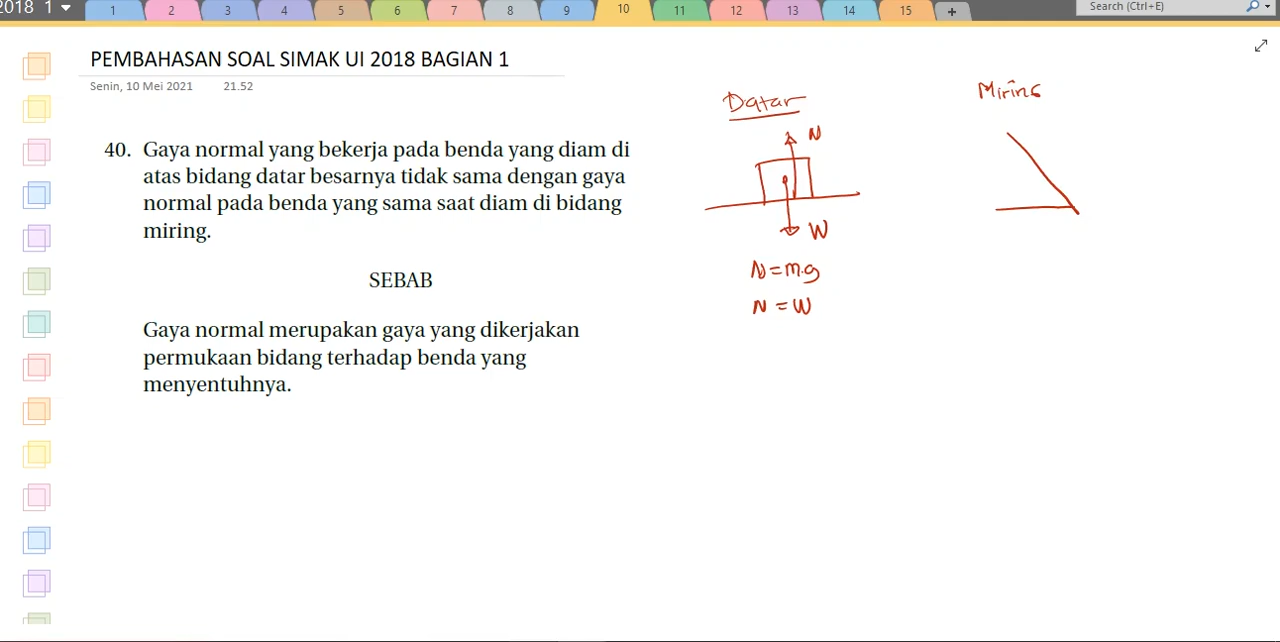 2018 1
1 2 3 4 5 6 7 8 9 10 11 12 13 14 15 +
Search (Ctrl+E)
PEMBAHASAN SOAL SIMAK UI 2018 BAGIAN 1
Senin, 10 Mei 2021 21.52
40. Gaya normal yang bekerja pada benda yang diam di
atas bidang datar besarnya tidak sama dengan gaya
normal pada benda yang sama saat diam di bidang
miring.
SEBAB
Gaya normal merupakan gaya yang dikerjakan
permukaan bidang terhadap benda yang
menyentuhnya.
Datar
N
W
N = m.g
N = W
Miring